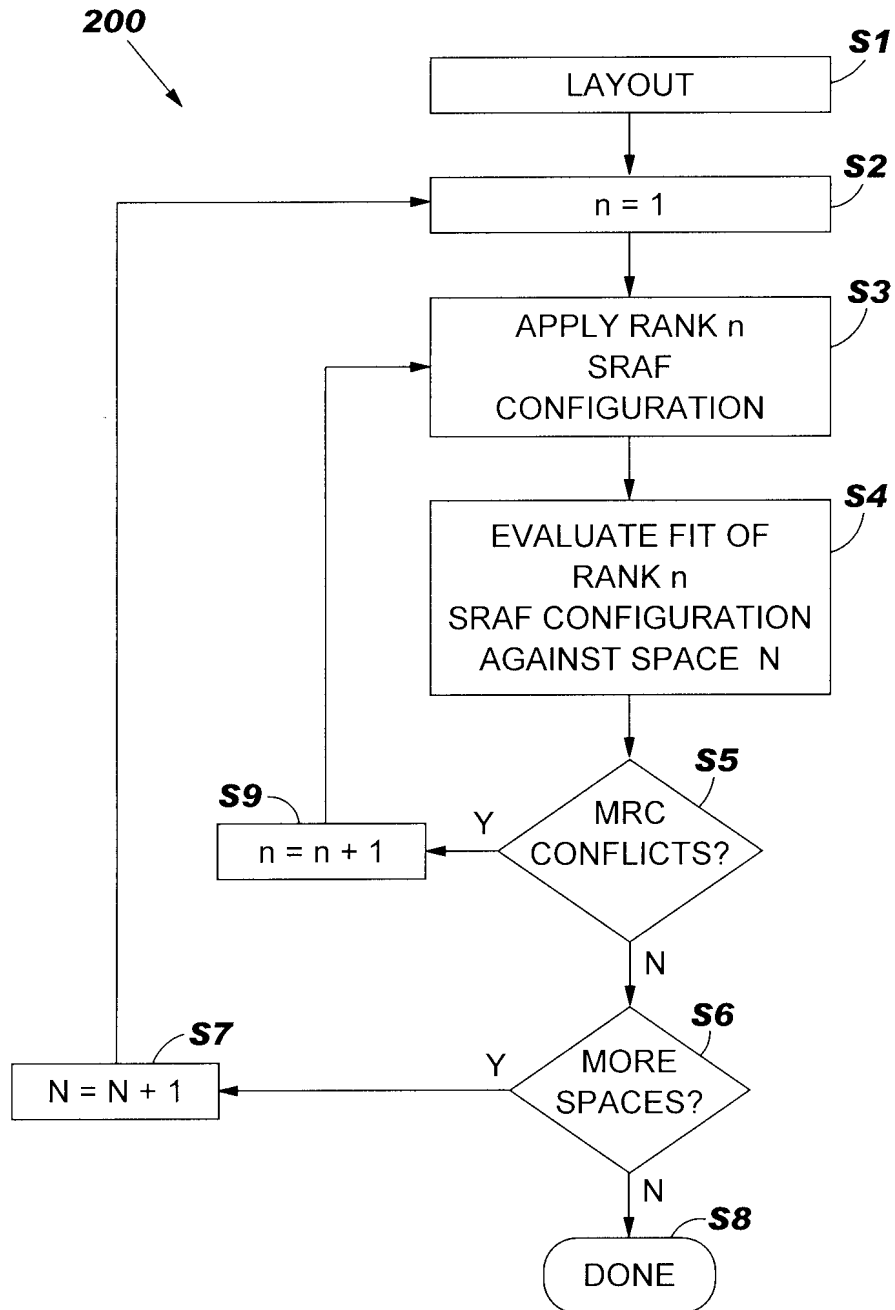 200
S1
LAYOUT
S2
n = 1
S3
APPLY RANK n
SRAF
CONFIGURATION
S4
EVALUATE FIT OF
RANK n
SRAF CONFIGURATION
AGAINST SPACE N
S5
MRC
CONFLICTS?
Y
S9
n = n + 1
N
S6
MORE
SPACES?
Y
S7
N = N + 1
N
S8
DONE